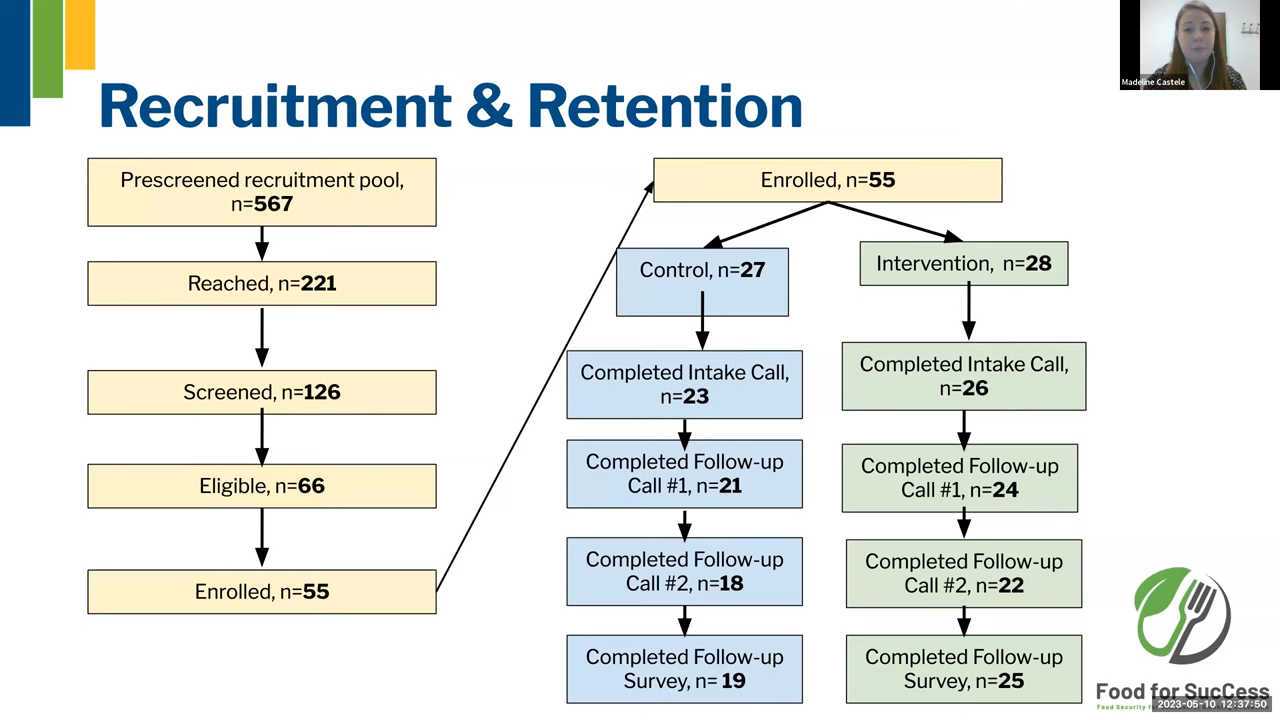 Madeline Castele
Recruitment & Retention
Prescreened recruitment pool,
n=567
Reached, n=221
Screened, n=126
Eligible, n=66
Enrolled, n=55
Enrolled, n=55
Control, n=27
Completed Intake Call,
n=23
Completed Follow-up
Call #1, n=21
Completed Follow-up
Call #2, n=18
Completed Follow-up
Survey, n= 19
Intervention, n=28
Completed Intake Call,
n=26
Completed Follow-up
Call #1, n=24
Completed Follow-up
Call #2, n=22
Completed Follow-up
Survey, n=25
Food for SucCess
Food Security
2023-05-10 12:37:50